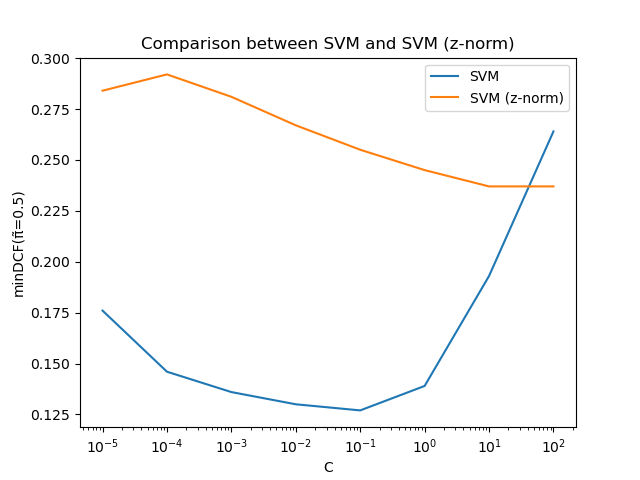 Comparison between SVM and SVM (z-norm)
SVM
SVM (z-norm)
minDCF(π̃=0.5)
0.300
0.275
0.250
0.225
0.200
0.175
0.150
0.125
10⁻⁵ 10⁻⁴ 10⁻³ 10⁻² 10⁻¹ 10⁰ 10¹ 10²
C